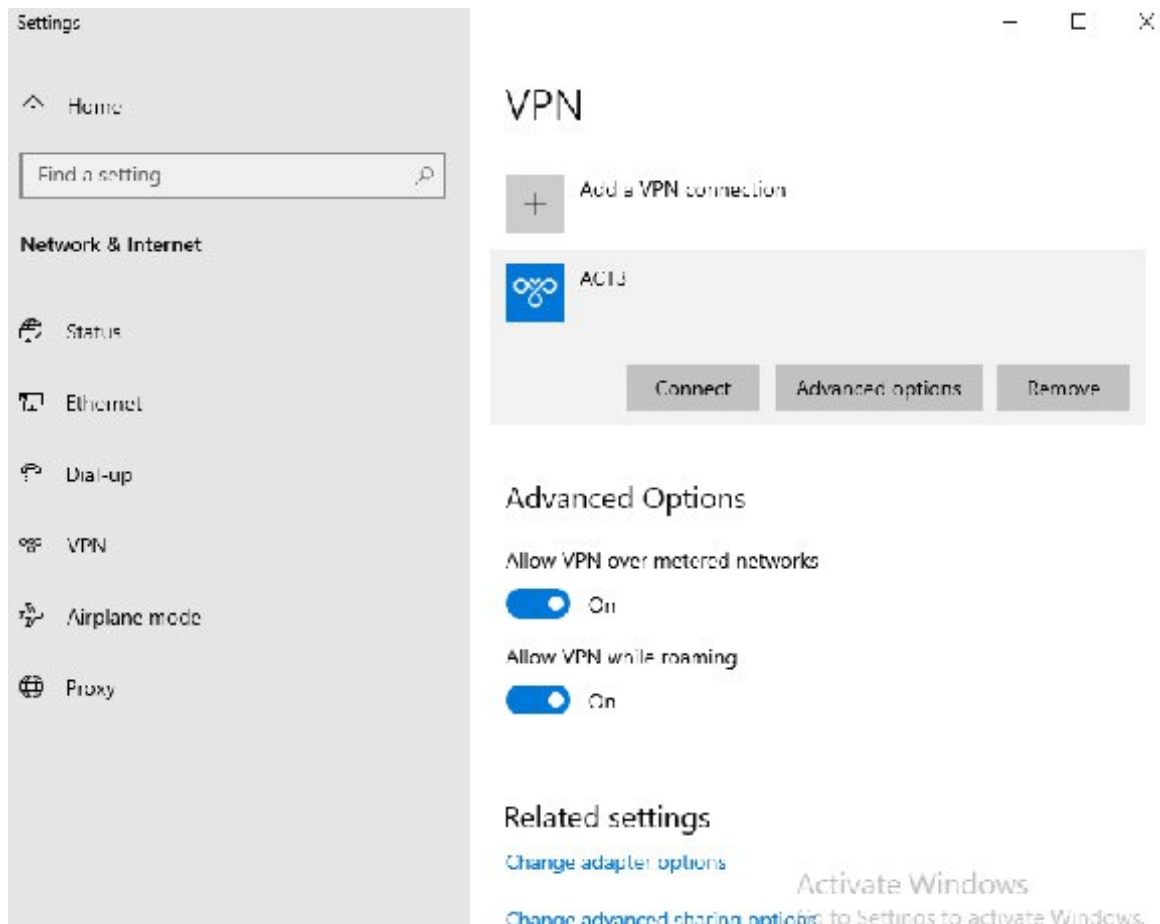 Settings
Home
Find a setting
Network & Internet
Status
Ethernet
Dial-up
VPN
Airplane mode
Proxy
VPN
Add a VPN connection
Connect
Advanced options
Remove
Advanced Options
Allow VPN over metered networks
On
Allow VPN while roaming
On
Related settings
Change adapter options
Change advanced sharing options
Activate Windows
to Settings to activate Windows.